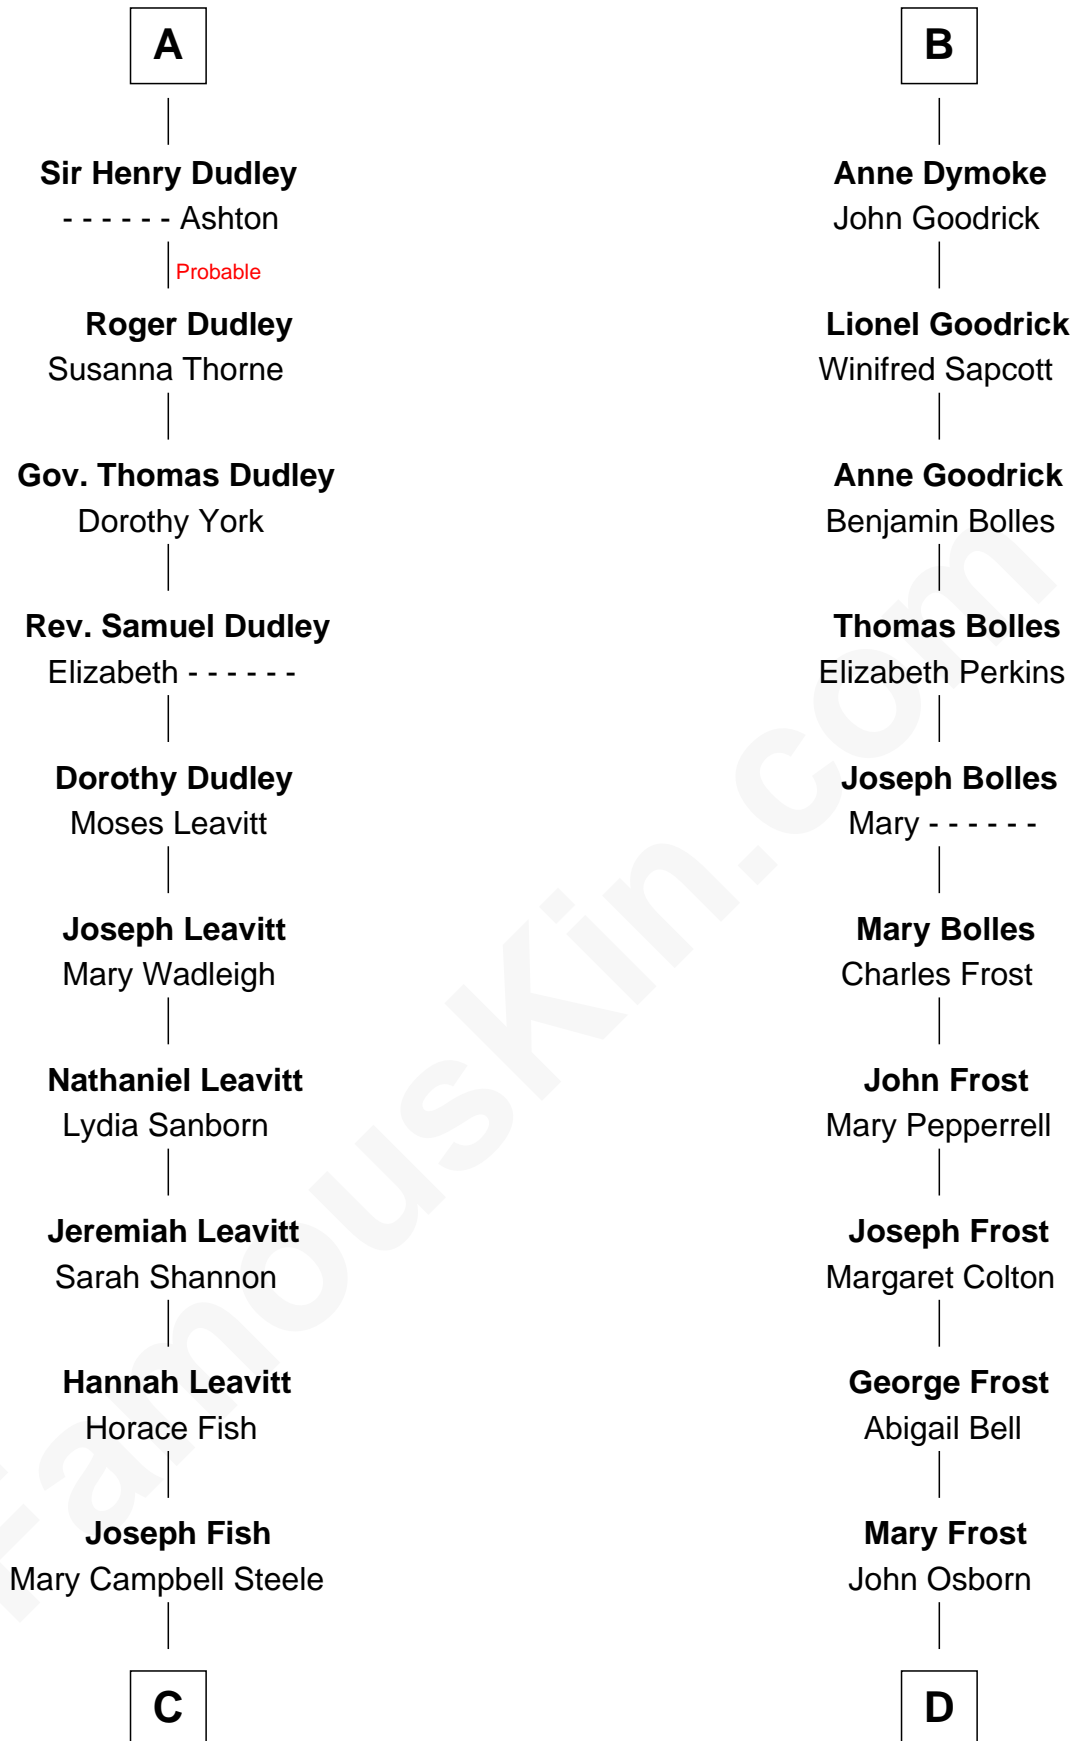 A
Sir Henry Dudley
- - - - - - Ashton
Probable
Roger Dudley
Susanna Thorne
Gov. Thomas Dudley
Dorothy York
Rev. Samuel Dudley
Elizabeth - - - - - -
Dorothy Dudley
Moses Leavitt
Joseph Leavitt
Mary Wadleigh
Nathaniel Leavitt
Lydia Sanborn
Jeremiah Leavitt
Sarah Shannon
Hannah Leavitt
Horace Fish
Joseph Fish
Mary Campbell Steele
C
B
Anne Dymoke
John Goodrick
Lionel Goodrick
Winifred Sapcott
Anne Goodrick
Benjamin Bolles
Thomas Bolles
Elizabeth Perkins
Joseph Bolles
Mary - - - - - -
Mary Bolles
Charles Frost
John Frost
Mary Pepperrell
Joseph Frost
Margaret Colton
George Frost
Abigail Bell
Mary Frost
John Osborn
D
FamousKin.com